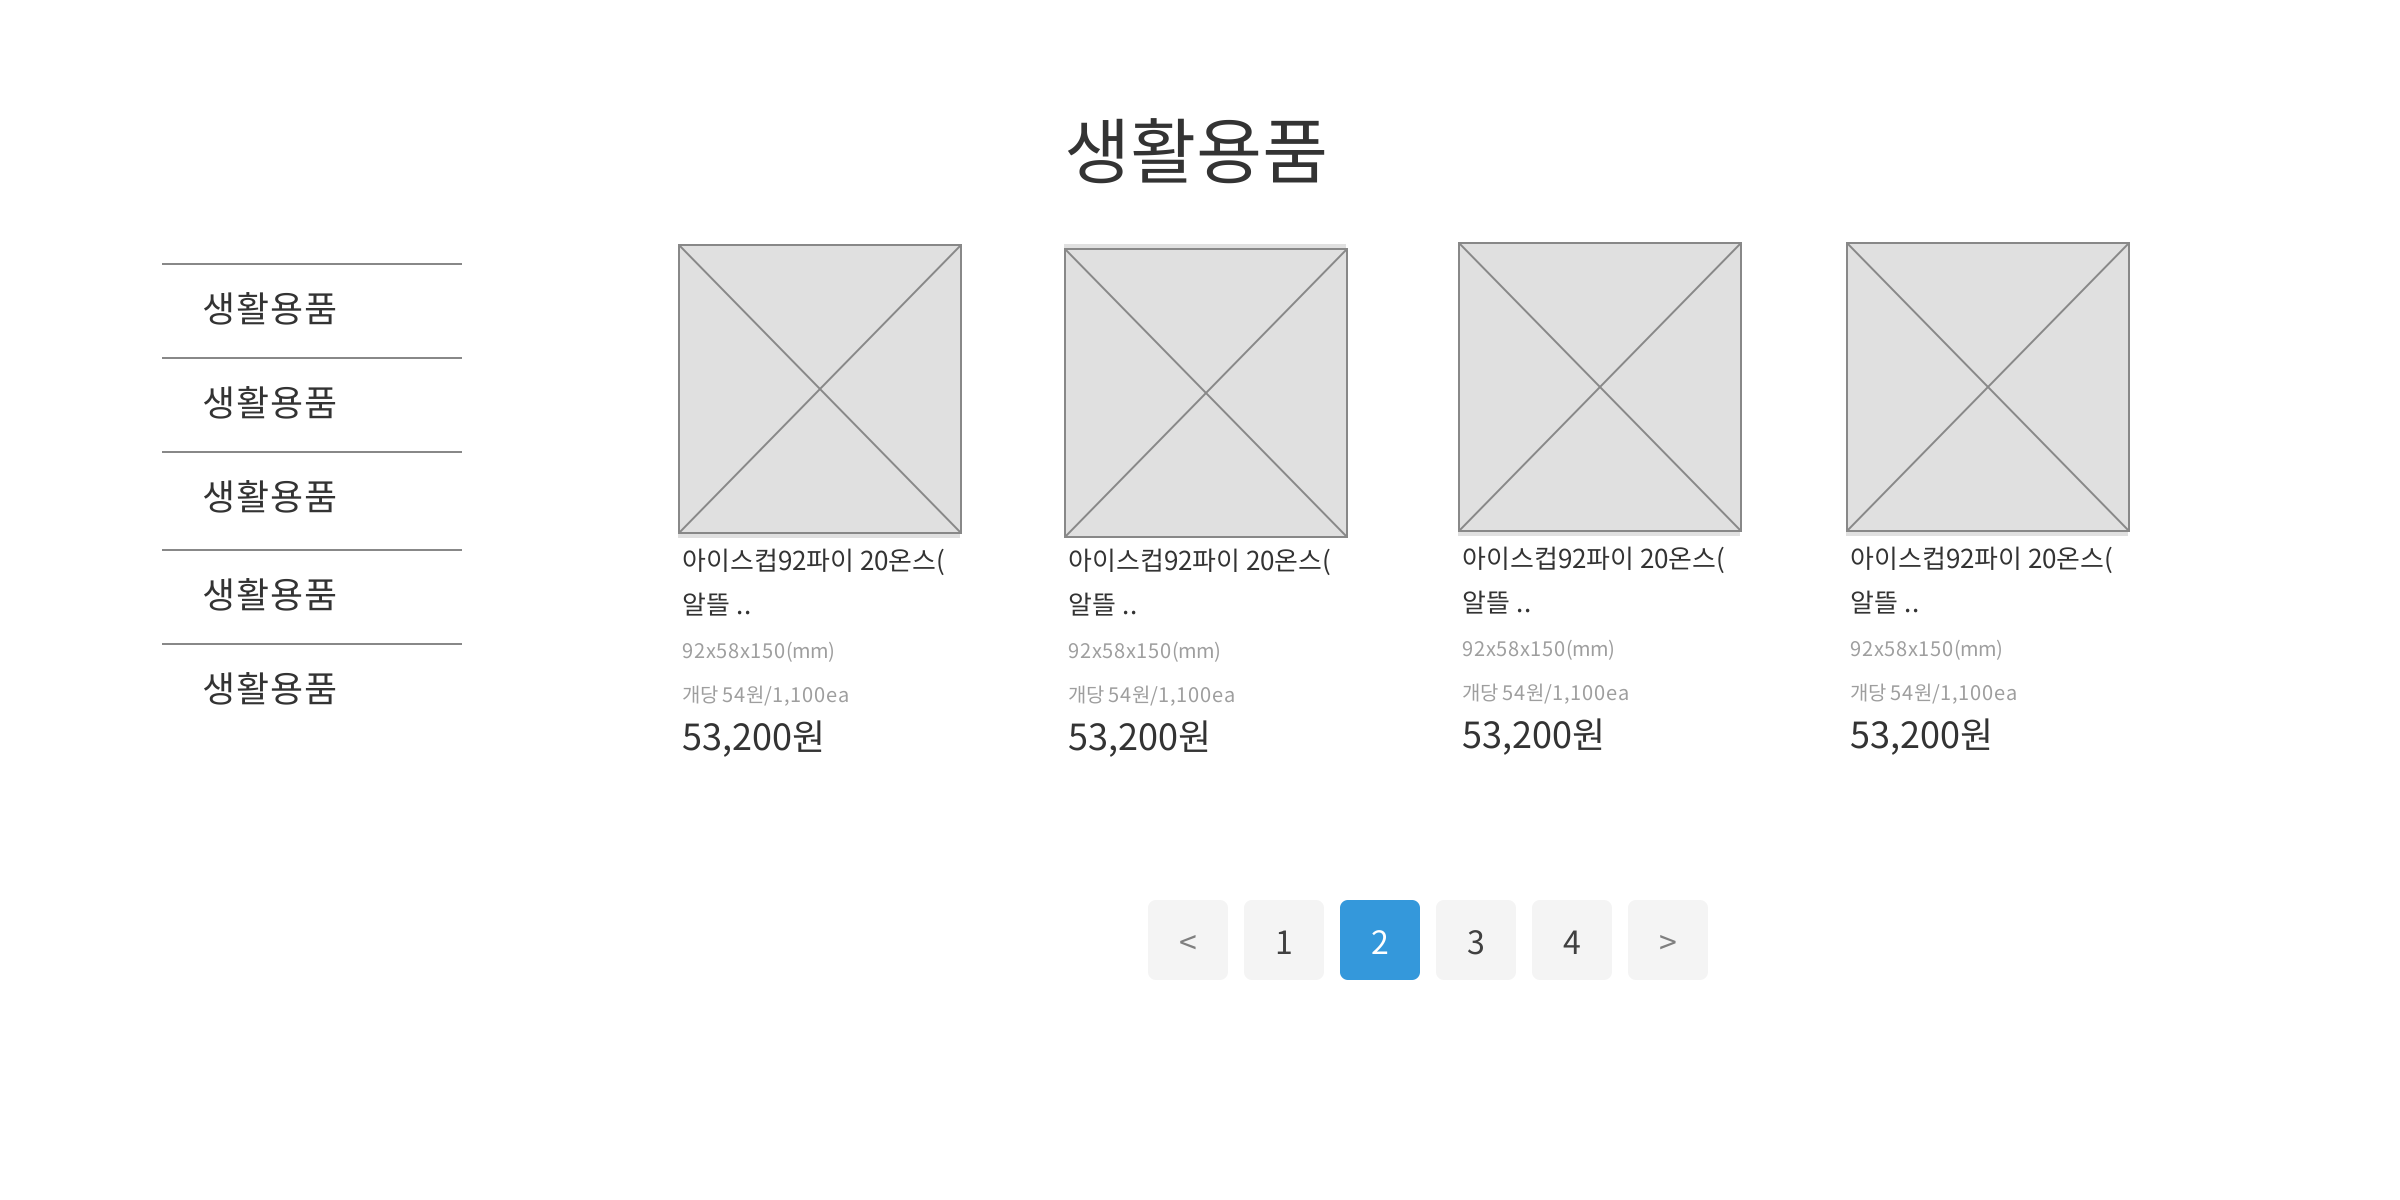 생활용품
생활용품
생활용품
생활용품
생활용품
생활용품
아이스컵92파이 20온스(
알뜰 ..
92x58x150(mm)
개당 54원/1,100ea
53,200원
아이스컵92파이 20온스(
알뜰 ..
92x58x150(mm)
개당 54원/1,100ea
53,200원
아이스컵92파이 20온스(
알뜰 ..
92x58x150(mm)
개당 54원/1,100ea
53,200원
아이스컵92파이 20온스(
알뜰 ..
92x58x150(mm)
개당 54원/1,100ea
53,200원
< 1 2 3 4 >